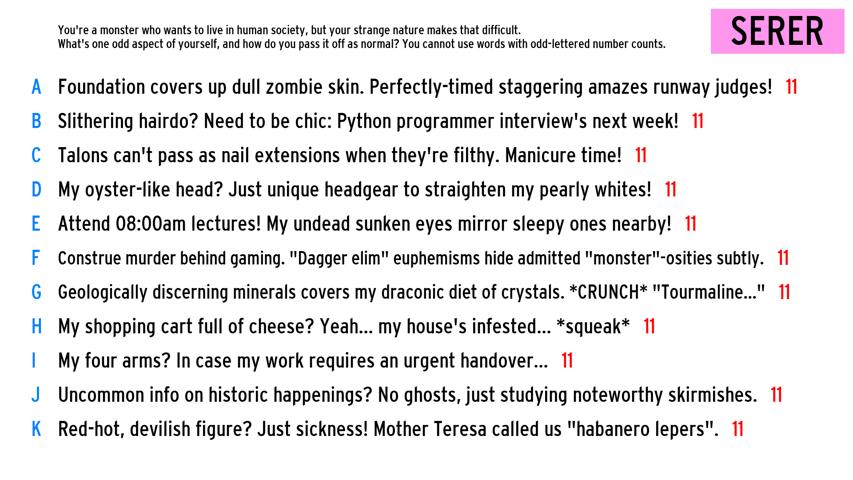 You're a monster who wants to live in human society, but your strange nature makes that difficult.
What's one odd aspect of yourself, and how do you pass it off as normal? You cannot use words with odd-lettered number counts.
SERER
A Foundation covers up dull zombie skin. Perfectly-timed staggering amazes runway judges! 11
B Slithering hairdo? Need to be chic: Python programmer interview's next week! 11
C Talons can't pass as nail extensions when they're filthy. Manicure time! 11
D My oyster-like head? Just unique headgear to straighten my pearly whites! 11
E Attend 08:00am lectures! My undead sunken eyes mirror sleepy ones nearby! 11
F Construe murder behind gaming. "Dagger elim" euphemisms hide admitted "monster"-osities subtly. 11
G Geologically discerning minerals covers my draconic diet of crystals. *CRUNCH* "Tourmaline..." 11
H My shopping cart full of cheese? Yeah... my house's infested... *squeak* 11
I My four arms? In case my work requires an urgent handover... 11
J Uncommon info on historic happenings? No ghosts, just studying noteworthy skirmishes. 11
K Red-hot, devilish figure? Just sickness! Mother Teresa called us "habanero lepers". 11